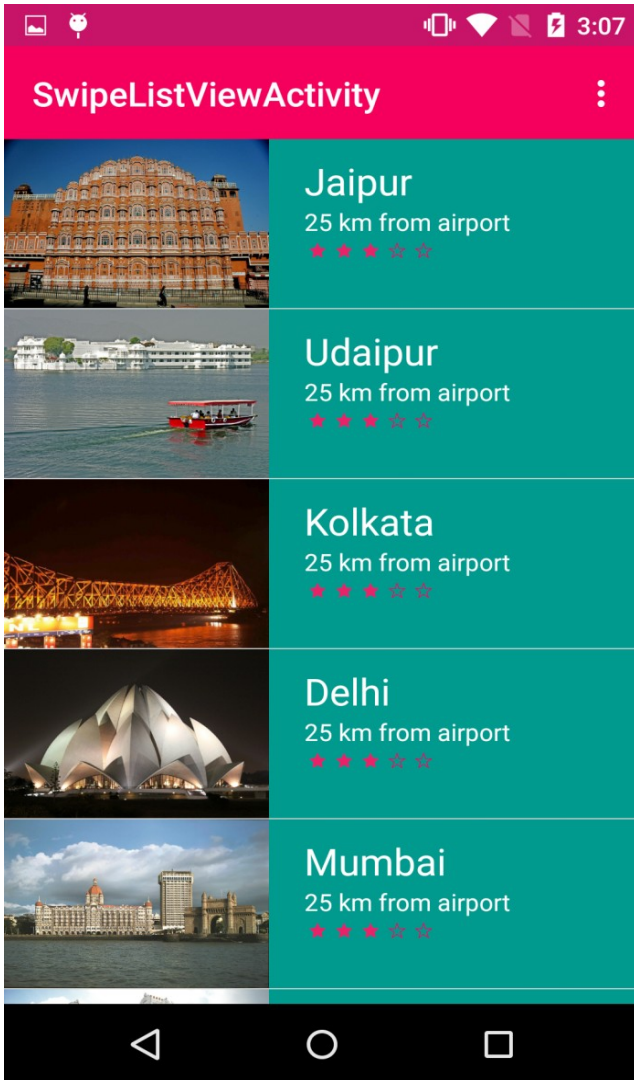 3:07
SwipeListViewActivity
Jaipur
25 km from airport
Udaipur
25 km from airport
Kolkata
25 km from airport
Delhi
25 km from airport
Mumbai
25 km from airport